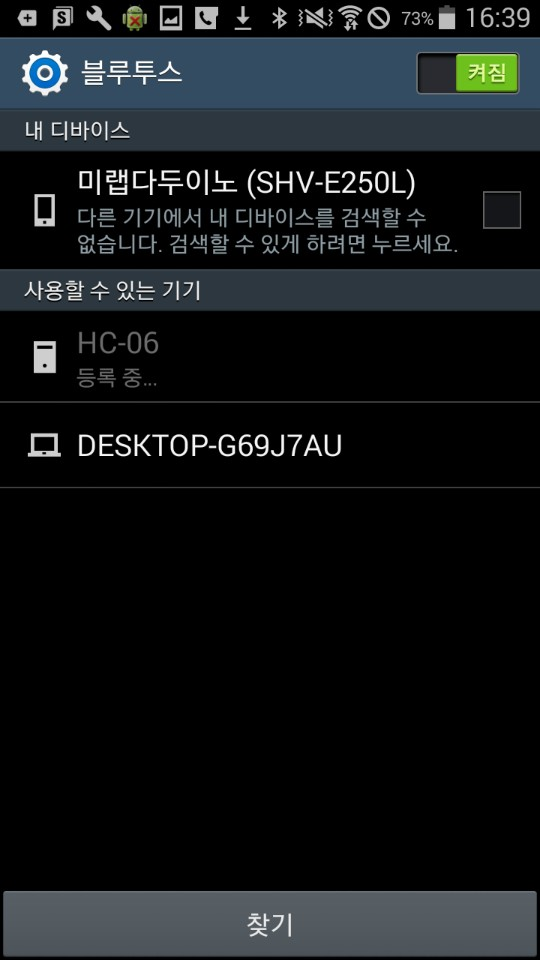 73% 16:39
블루투스 켜짐
내 디바이스
미랩다두이노 (SHV-E250L)
다른 기기에서 내 디바이스를 검색할 수
없습니다. 검색할 수 있게 하려면 누르세요.
사용할 수 있는 기기
HC-06
등록 중...
DESKTOP-G69J7AU
찾기